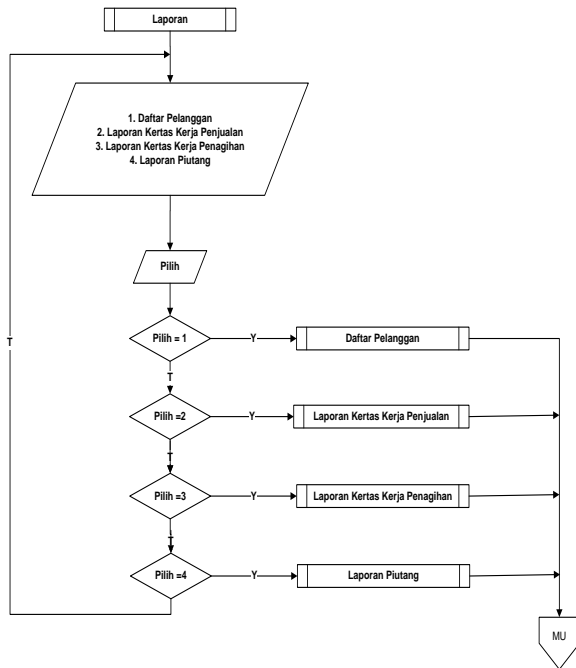 Laporan
1. Daftar Pelanggan
2. Laporan Kertas Kerja Penjualan
3. Laporan Kertas Kerja Penagihan
4. Laporan Piutang
Pilih
Pilih = 1
Y
Daftar Pelanggan
T
T
Pilih =2
Y
Laporan Kertas Kerja Penjualan
T
Pilih =3
Y
Laporan Kertas Kerja Penagihan
T
Pilih =4
Y
Laporan Piutang
MU